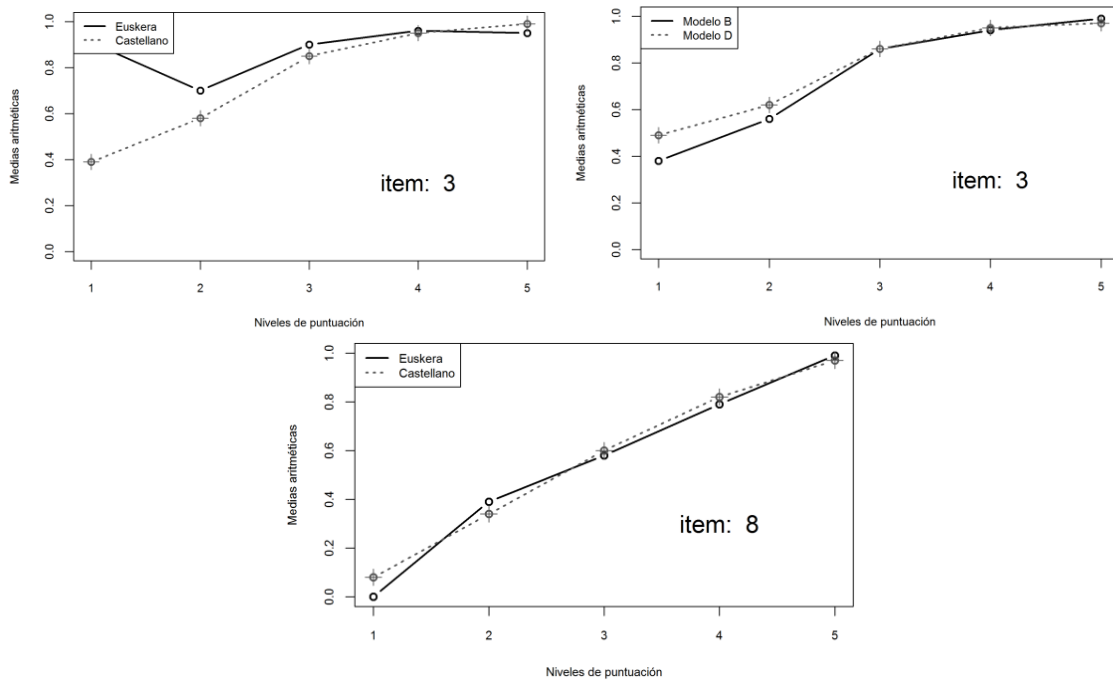 Euskera
Castellano
Medias aritméticas
0.0 0.2 0.4 0.6 0.8 1.0
item: 3
1 2 3 4 5
Niveles de puntuación
Modelo B
Modelo D
Medias aritméticas
0.0 0.2 0.4 0.6 0.8 1.0
item: 3
1 2 3 4 5
Niveles de puntuación
Euskera
Castellano
Medias aritméticas
0.0 0.2 0.4 0.6 0.8 1.0
item: 8
1 2 3 4 5
Niveles de puntuación